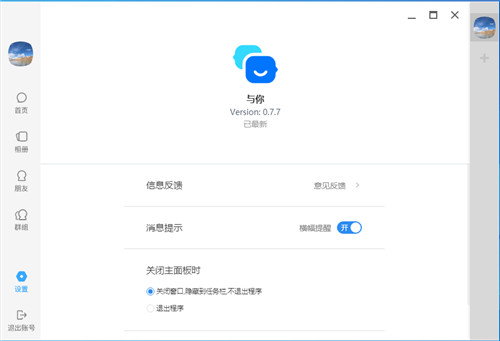 与你
Version: 0.7.7
已最新
首页
相册
朋友
群组
设置
退出账号
信息反馈
意见反馈
消息提示
横幅提醒
开
关闭主面板时
关闭窗口,隐藏到任务栏,不退出程序
退出程序